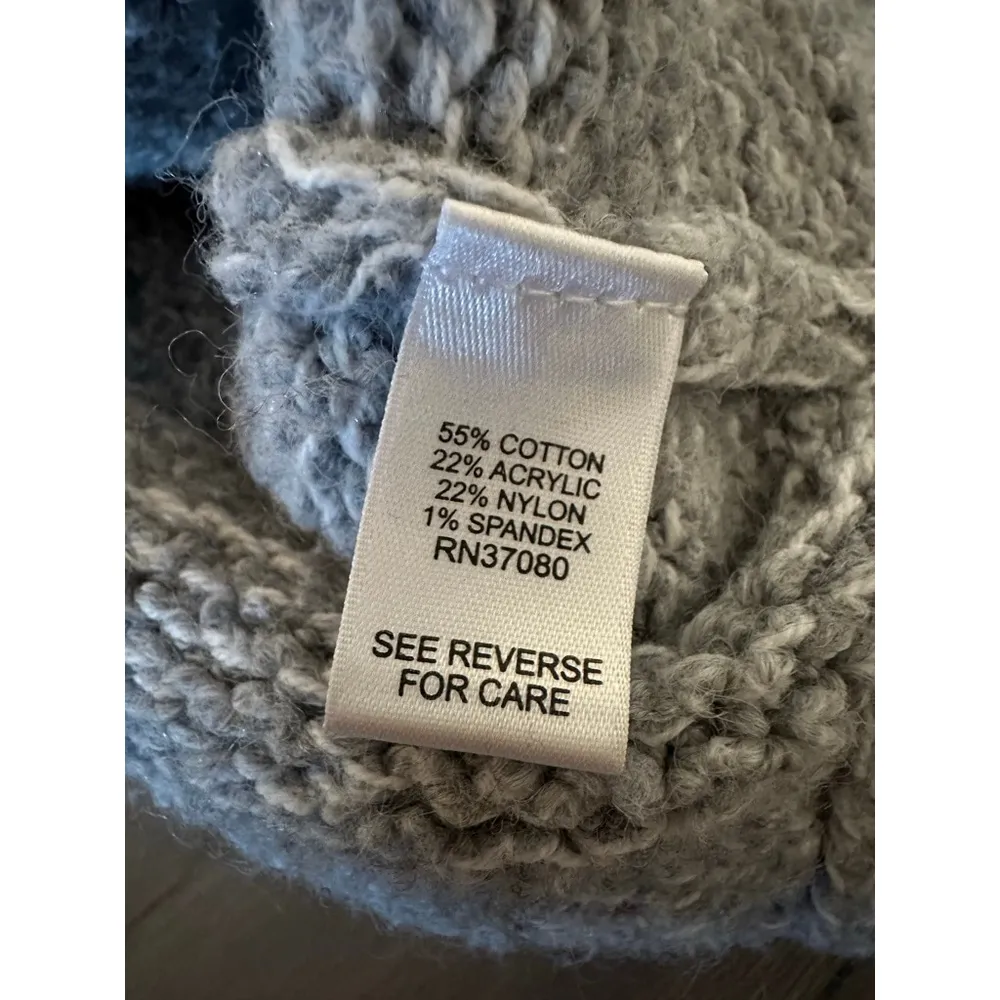 55% COTTON
22% ACRYLIC
22% NYLON
1% SPANDEX
RN37080
SEE REVERSE
FOR CARE